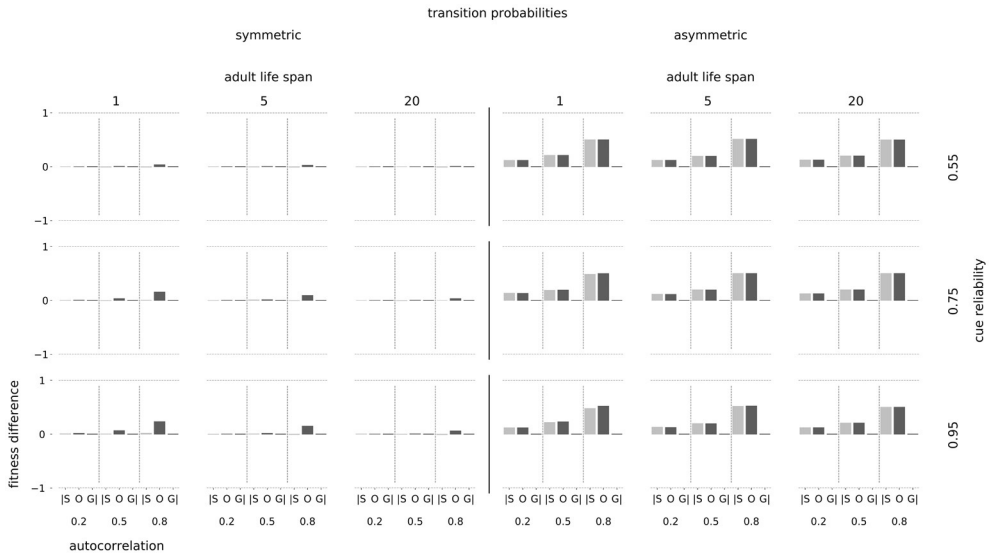 transition probabilities
symmetric asymmetric
adult life span adult life span
1 5 20 1 5 20
1
0
−1
0.55
1
0
−1
0.75
cue reliability
1
0
−1
0.95
fitness difference
|S O G| |S O G| |S O G| |S O G| |S O G| |S O G| |S O G| |S O G| |S O G| |S O G| |S O G| |S O G| |S O G| |S O G| |S O G| |S O G| |S O G| |S O G|
0.2 0.5 0.8 0.2 0.5 0.8 0.2 0.5 0.8 0.2 0.5 0.8 0.2 0.5 0.8 0.2 0.5 0.8
autocorrelation